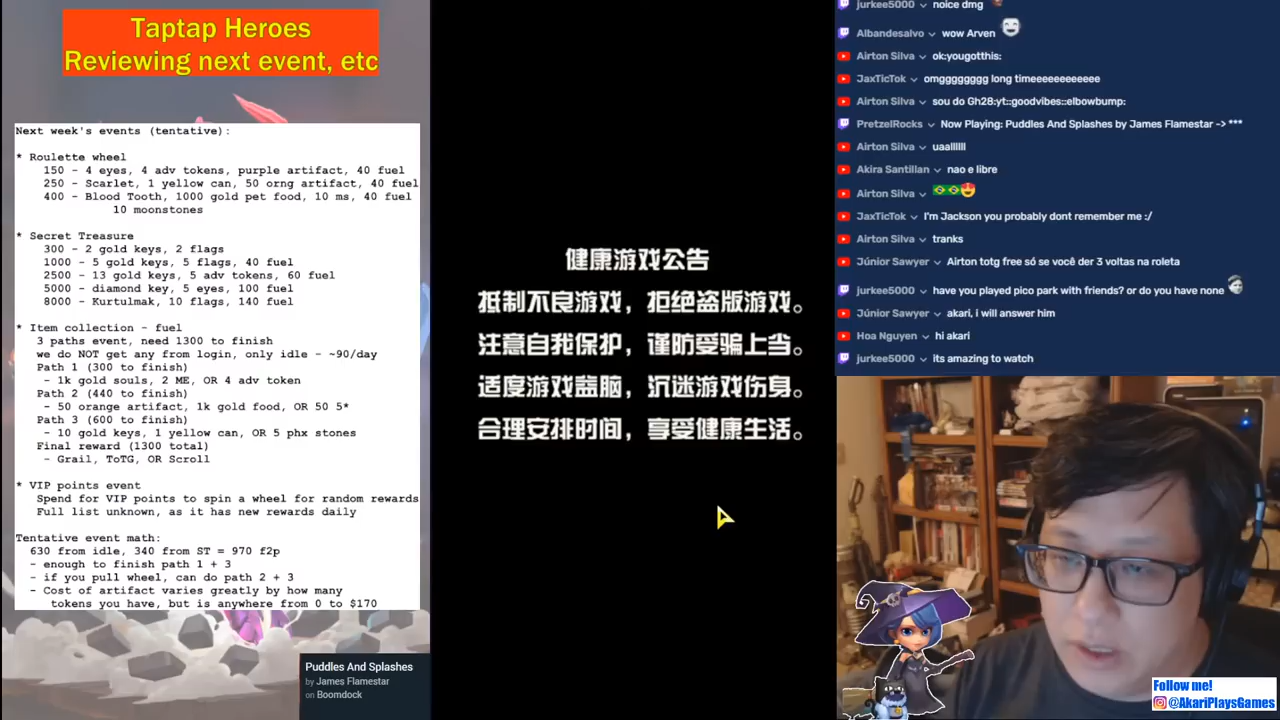 Taptap Heroes
Reviewing next event, etc
Next week's events (tentative):
* Roulette wheel
150 - 4 eyes, 4 adv tokens, purple artifact, 40 fuel
250 - Scarlet, 1 yellow can, 50 orng artifact, 40 fuel
400 - Blood Tooth, 1000 gold pet food, 10 ms, 40 fuel
10 moonstones
* Secret Treasure
300 - 2 gold keys, 2 flags
1000 - 5 gold keys, 5 flags, 40 fuel
2500 - 13 gold keys, 5 adv tokens, 60 fuel
5000 - diamond key, 5 eyes, 100 fuel
8000 - Kurtulmak, 10 flags, 140 fuel
* Item collection - fuel
3 paths event, need 1300 to finish
we do NOT get any from login, only idle - ~90/day
Path 1 (300 to finish)
- 1k gold souls, 2 ME, OR 4 adv token
Path 2 (440 to finish)
- 50 orange artifact, 1k gold food, OR 50 5*
Path 3 (600 to finish)
- 10 gold keys, 1 yellow can, OR 5 phx stones
Final reward (1300 total)
- Grail, ToTG, OR Scroll
* VIP points event
Spend for VIP points to spin a wheel for random rewards
Full list unknown, as it has new rewards daily
Tentative event math:
630 from idle, 340 from ST = 970 f2p
- enough to finish path 1 + 3
- if you pull wheel, can do path 2 + 3
- Cost of artifact varies greatly by how many
tokens you have, but is anywhere from 0 to $170
Puddles And Splashes
by James Flamestar
on Boomdock
健康游戏公告
抵制不良游戏，拒绝盗版游戏。
注意自我保护，谨防受骗上当。
适度游戏益脑，沉迷游戏伤身。
合理安排时间，享受健康生活。
jurkee5000 noice dmg
Albandesalvo wow Arven
Airton Silva ok:yougotthis:
JaxTicTok omgggggggg long timeeeeeeeeeee
Airton Silva sou do Gh28:yt::goodvibes::elbowbump:
PretzelRocks Now Playing: Puddles And Splashes by James Flamestar -> ***
Airton Silva uaallllll
Akira Santillan nao e libre
Airton Silva
JaxTicTok I'm Jackson you probably dont remember me :/
Airton Silva tranks
Júnior Sawyer Airton totg free só se você der 3 voltas na roleta
jurkee5000 have you played pico park with friends? or do you have none
Júnior Sawyer akari, i will answer him
Hoa Nguyen hi akari
jurkee5000 its amazing to watch
Follow me!
@AkariPlaysGames